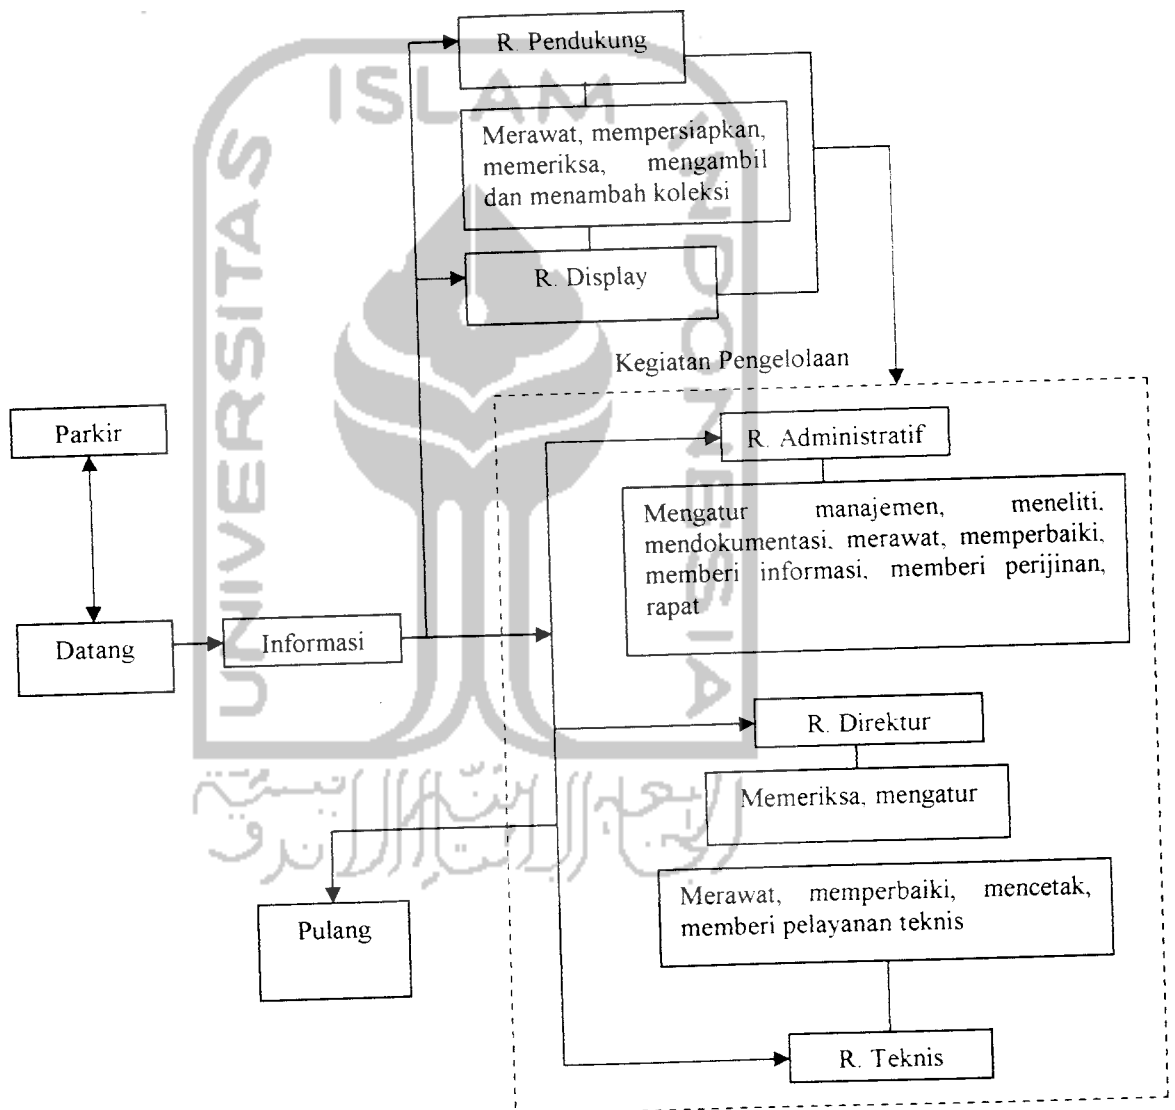 R. Pendukung
Merawat, mempersiapkan,
memeriksa, mengambil
dan menambah koleksi
R. Display
Kegiatan Pengelolaan
Parkir
R. Administratif
Mengatur manajemen, meneliti,
mendokumentasi, merawat, memperbaiki,
memberi informasi, memberi perijinan,
rapat
Datang
Informasi
R. Direktur
Memeriksa, mengatur
Merawat, memperbaiki, mencetak,
memberi pelayanan teknis
Pulang
R. Teknis
UNIVERSITAS
ISLAM
INDONESIA